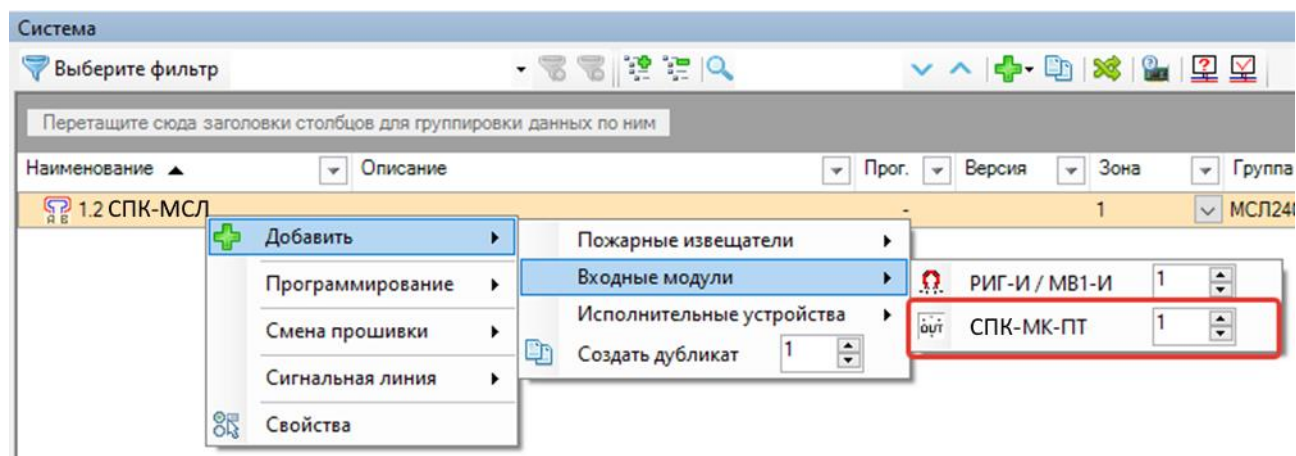 Система
Выберите фильтр
Перетащите сюда заголовки столбцов для группировки данных по ним
Наименование Описание Прог. Версия Зона Группа
1.2 СПК-МСЛ - 1 МСЛ240
Добавить
Программирование
Смена прошивки
Сигнальная линия
Свойства
Пожарные извещатели
Входные модули
Исполнительные устройства
Создать дубликат 1
РИГ-И / МВ1-И 1
СПК-МК-ПТ 1